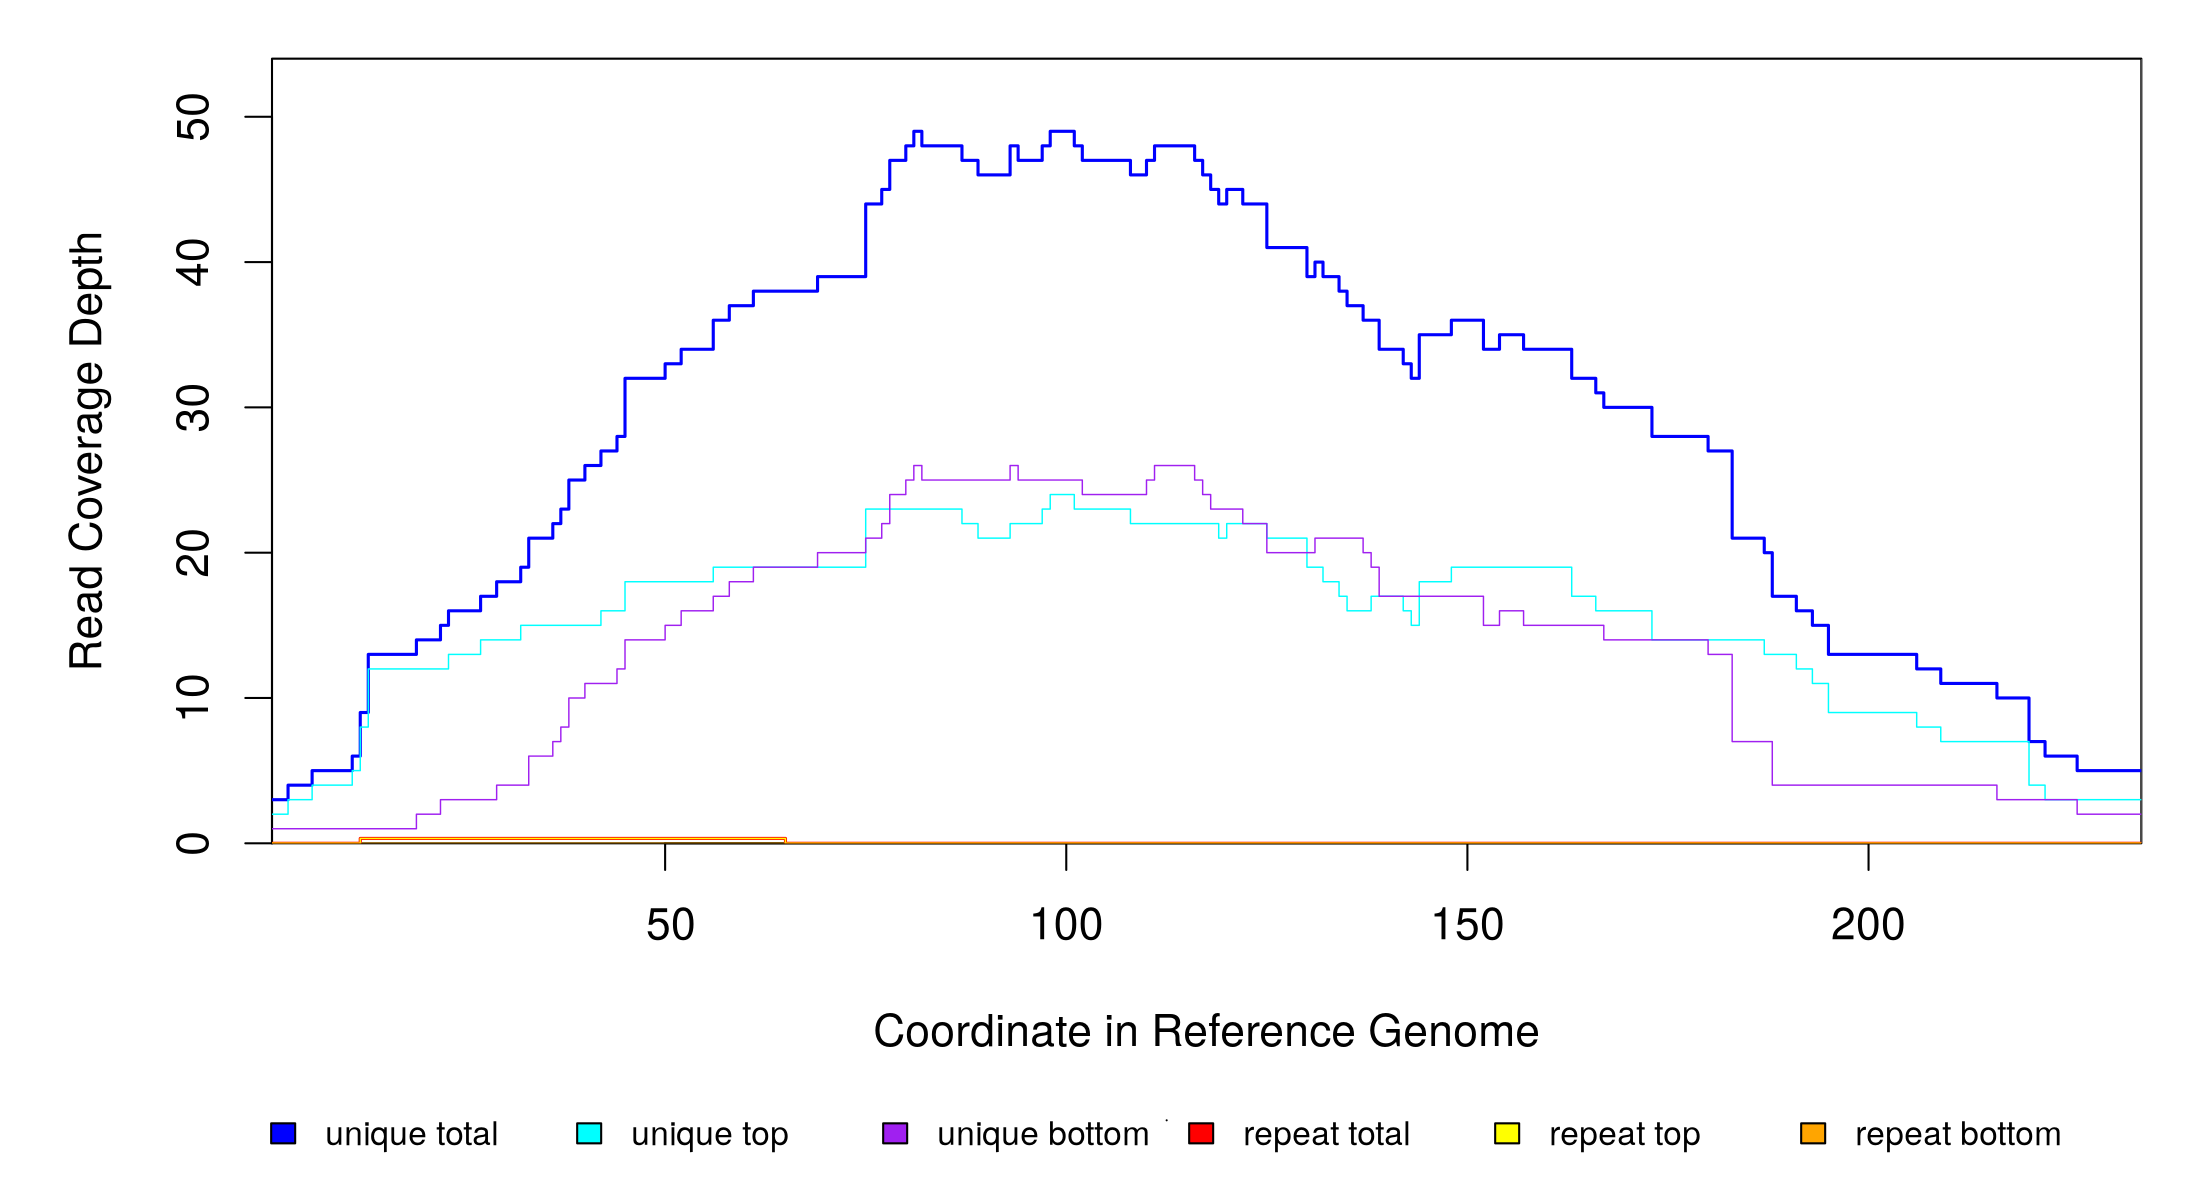 Read Coverage Depth
50
40
30
20
10
0
50 100 150 200
Coordinate in Reference Genome
unique total unique top unique bottom repeat total repeat top repeat bottom